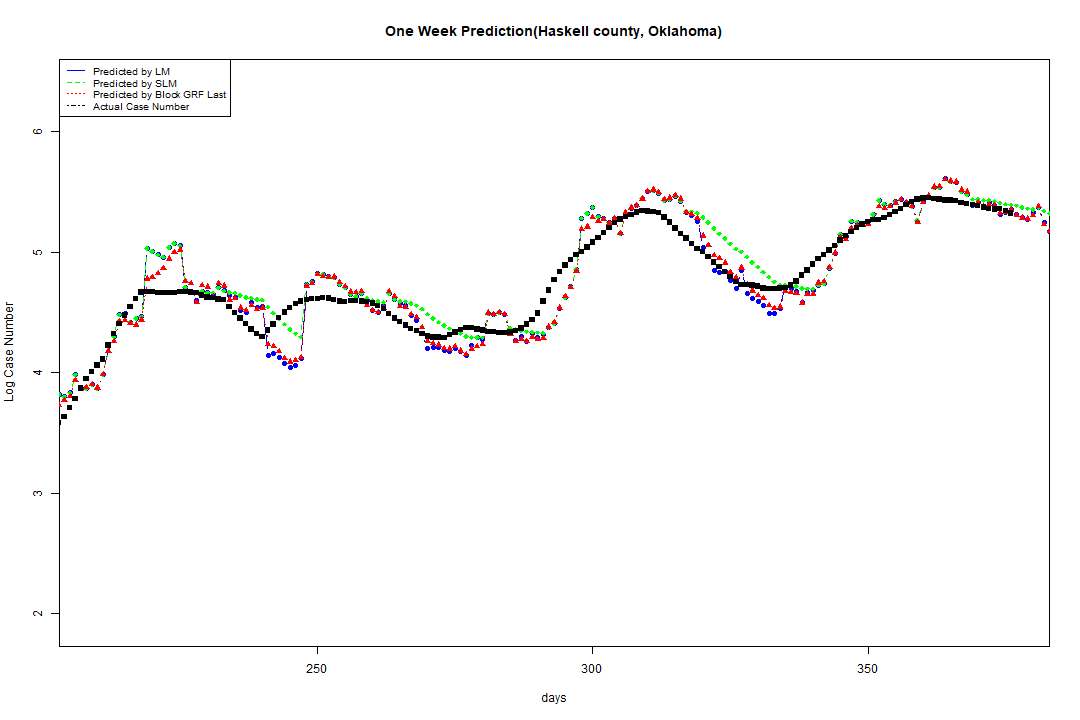 One Week Prediction(Haskell county, Oklahoma)
Predicted by LM
Predicted by SLM
Predicted by Block GRF Last
Actual Case Number
6
5
4
3
2
Log Case Number
250
300
350
days